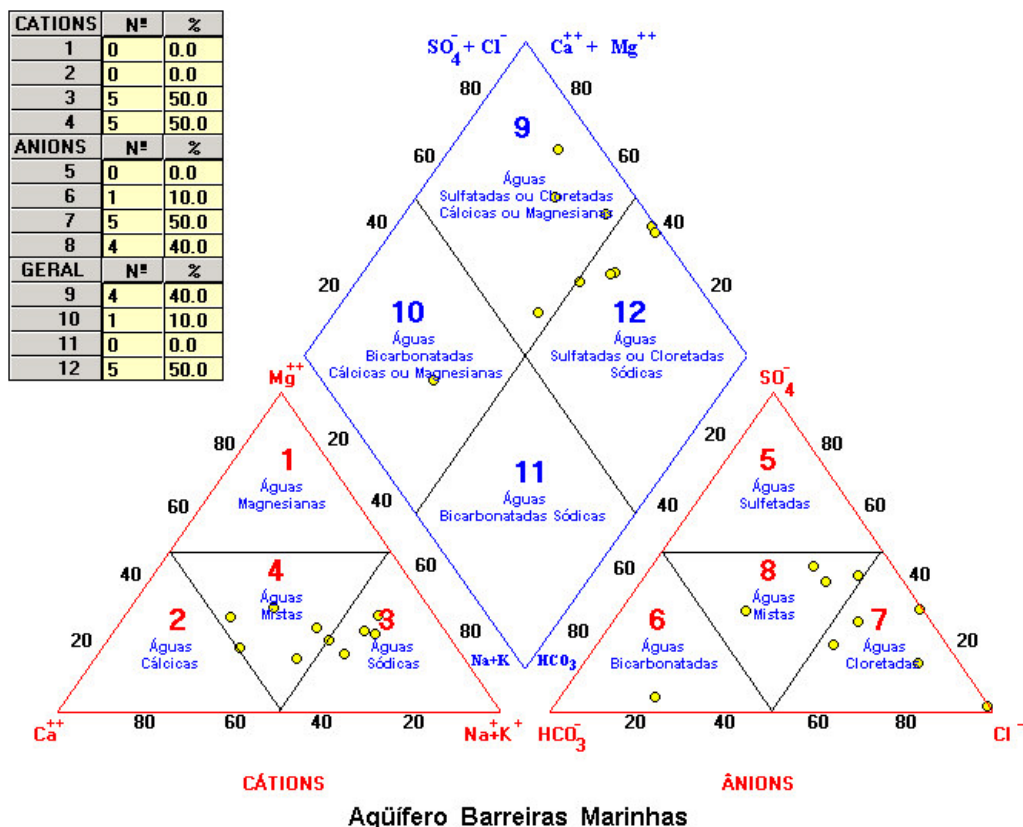 CATIONS Nº %
1 0 0.0
2 0 0.0
3 5 50.0
4 5 50.0
ANIONS Nº %
5 0 0.0
6 1 10.0
7 5 50.0
8 4 40.0
GERAL Nº %
9 4 40.0
10 1 10.0
11 0 0.0
12 5 50.0
SO4- + Cl- Ca++ + Mg++
80 80
9
60 60
Águas
Sulfatadas ou Cloretadas
Cálcicas ou Magnesianas
40 40
20 20
10 12
Águas
Bicarbonatadas
Cálcicas ou Magnesianas
Águas
Sulfatadas ou Cloretadas
Sódicas
11
Águas
Bicarbonatadas Sódicas
20 20
40 40
60 60
80 80
Na+K HCO3
Mg++
80
60
40
20
1
Águas
Magnesianas
4
Águas
Mistas
2
Águas
Cálcicas
3
Águas
Sódicas
Ca++ 80 60 40 20 Na+K+
CÁTIONS
SO4-
80
60
40
20
5
Águas
Sulfetadas
8
Águas
Mistas
6
Águas
Bicarbonatadas
7
Águas
Cloretadas
HCO3- 20 40 60 80 Cl-
ÂNIONS
Aqüífero Barreiras Marinhas